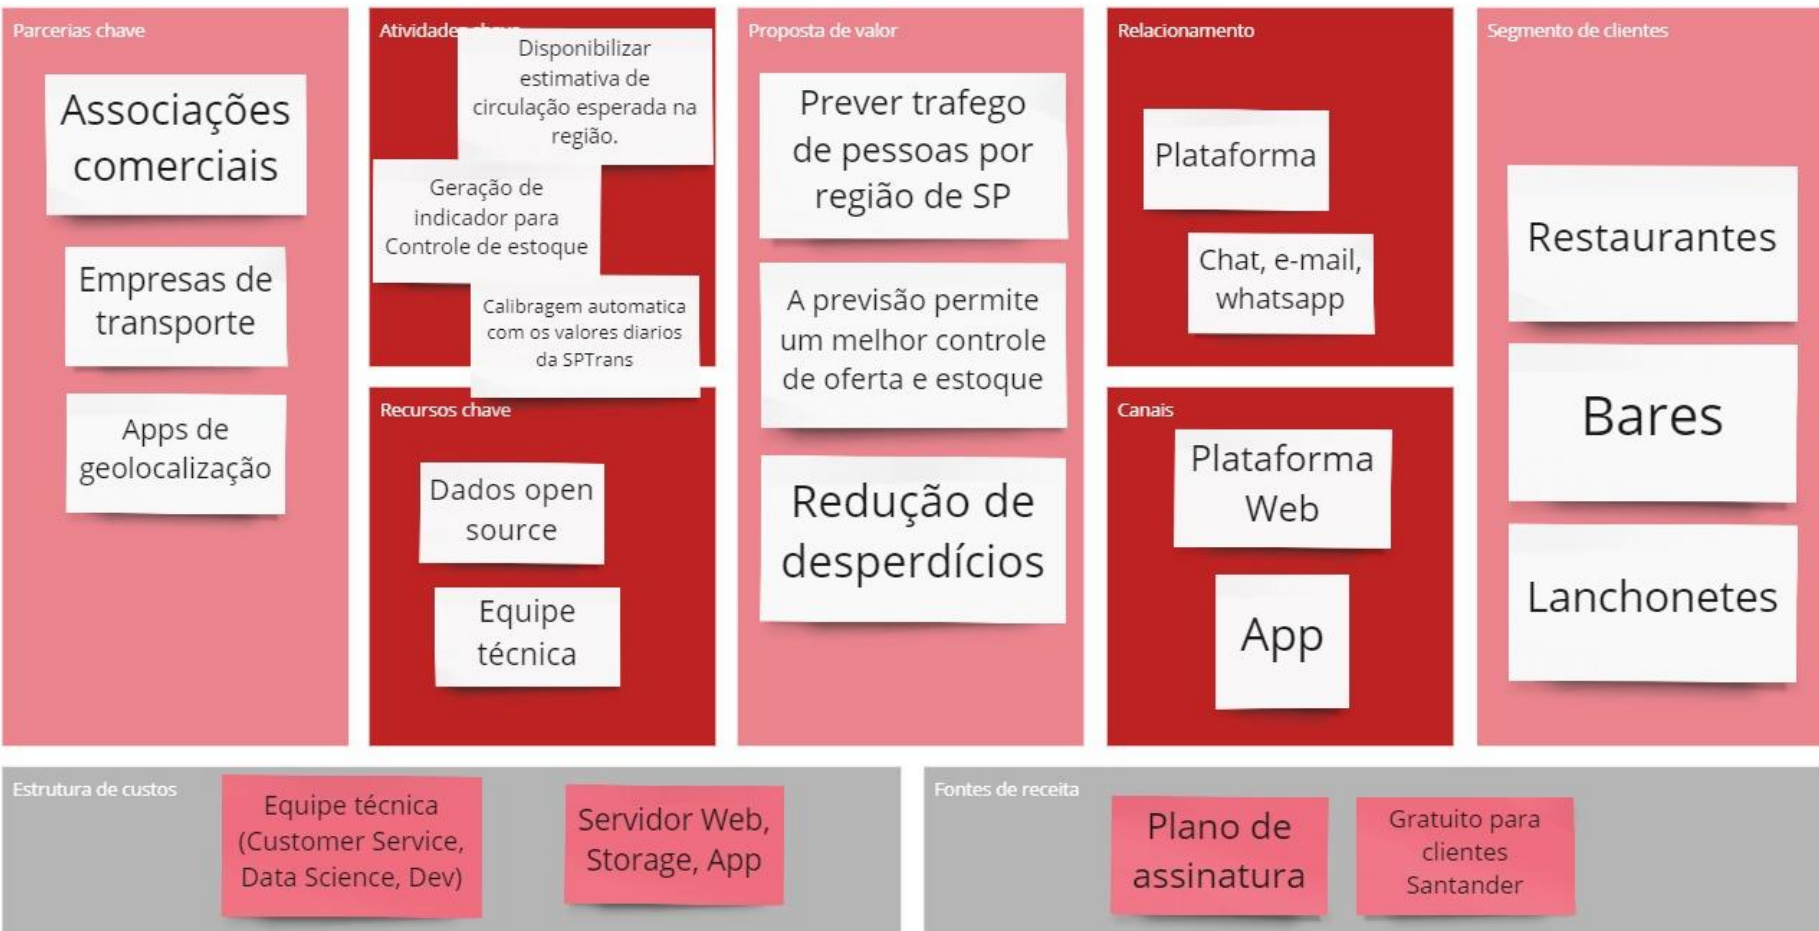 Parcerias chave
Associações
comerciais
Empresas de
transporte
Apps de
geolocalização
Atividades chave
Disponibilizar
estimativa de
circulação esperada na
região.
Geração de
indicador para
Controle de estoque
Calibragem automatica
com os valores diarios
da SPTrans
Recursos chave
Dados open
source
Equipe
técnica
Proposta de valor
Prever trafego
de pessoas por
região de SP
A previsão permite
um melhor controle
de oferta e estoque
Redução de
desperdícios
Relacionamento
Plataforma
Chat, e-mail,
whatsapp
Canais
Plataforma
Web
App
Segmento de clientes
Restaurantes
Bares
Lanchonetes
Estrutura de custos
Equipe técnica
(Customer Service,
Data Science, Dev)
Servidor Web,
Storage, App
Fontes de receita
Plano de
assinatura
Gratuito para
clientes
Santander